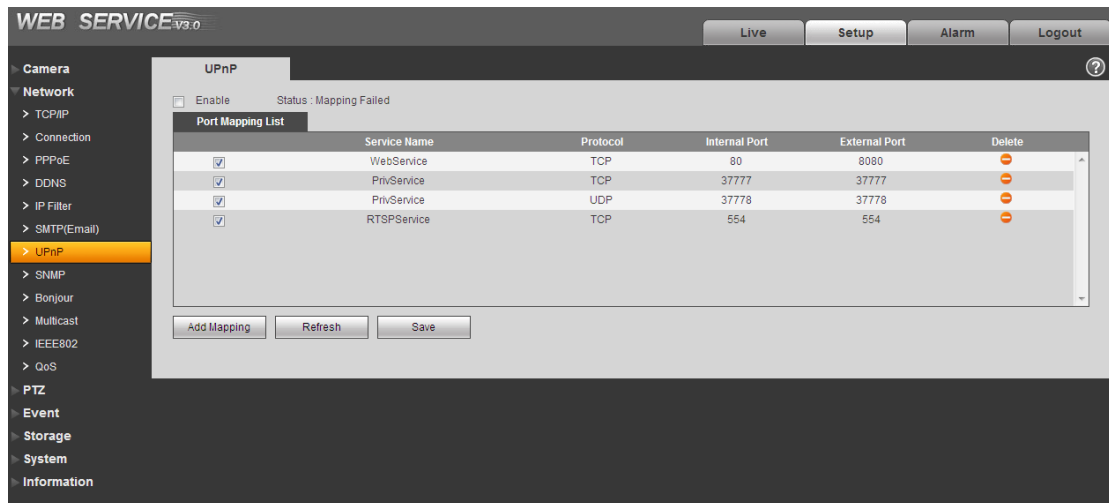 WEB SERVICE V3.0
Live Setup Alarm Logout
Camera
Network
> TCP/IP
> Connection
> PPPoE
> DDNS
> IP Filter
> SMTP(Email)
> UPnP
> SNMP
> Bonjour
> Multicast
> IEEE802
> QoS
PTZ
Event
Storage
System
Information
UPnP
?
Enable Status : Mapping Failed
Port Mapping List
Service Name Protocol Internal Port External Port Delete
WebService TCP 80 8080
PrivService TCP 37777 37777
PrivService UDP 37778 37778
RTSPService TCP 554 554
Add Mapping Refresh Save